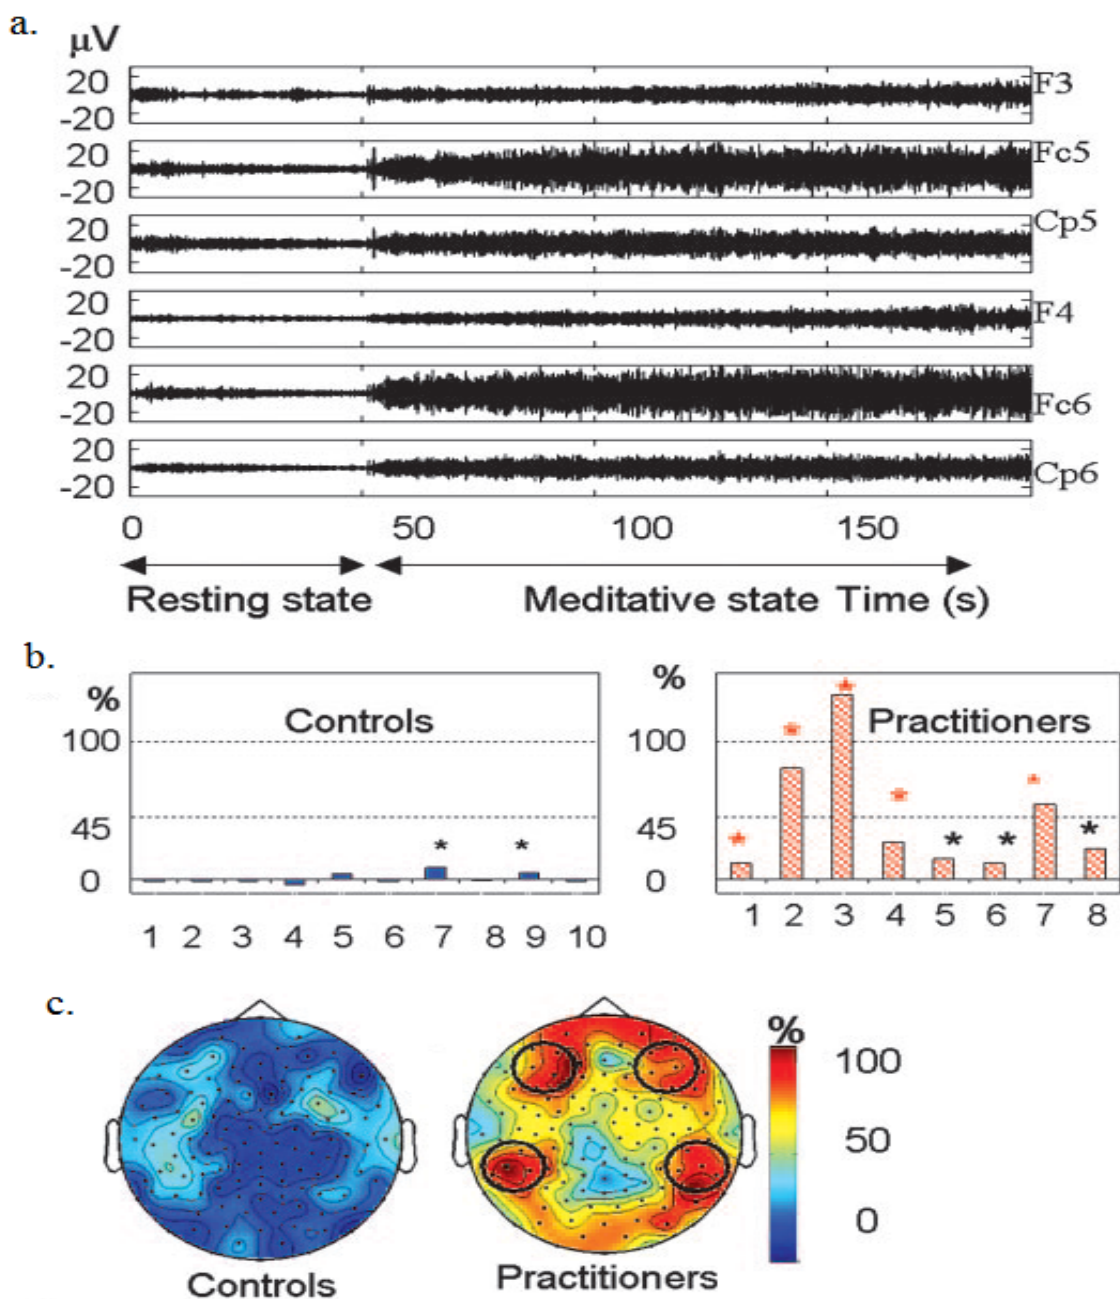 a.
µV
20
-20
F3
20
-20
Fc5
20
-20
Cp5
20
-20
F4
20
-20
Fc6
20
-20
Cp6
0 50 100 150
Resting state Meditative state Time (s)
b.
%
Controls
100
45
0
* *
1 2 3 4 5 6 7 8 9 10
%
Practitioners
100
45
0
* * * * * * * *
1 2 3 4 5 6 7 8
c.
%
100
50
0
Controls
Practitioners